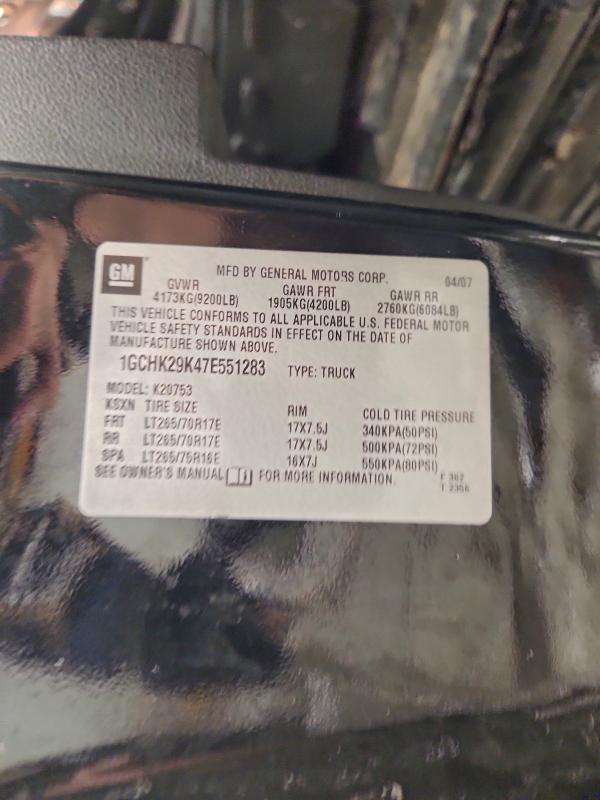 GM
MFD BY GENERAL MOTORS CORP. 04/07
GVWR GAWR FRT GAWR RR
4173KG(9200LB) 1905KG(4200LB) 2760KG(6084LB)
THIS VEHICLE CONFORMS TO ALL APPLICABLE U.S. FEDERAL MOTOR
VEHICLE SAFETY STANDARDS IN EFFECT ON THE DATE OF
MANUFACTURE SHOWN ABOVE.
1GCHK29K47E551283 TYPE: TRUCK
MODEL: K20753
KSXN TIRE SIZE RIM COLD TIRE PRESSURE
FRT LT265/70R17E 17X7.5J 340KPA(50PSI)
RR LT265/70R17E 17X7.5J 500KPA(72PSI)
SPA LT265/75R16E 16X7J 550KPA(80PSI)
SEE OWNER'S MANUAL FOR MORE INFORMATION.